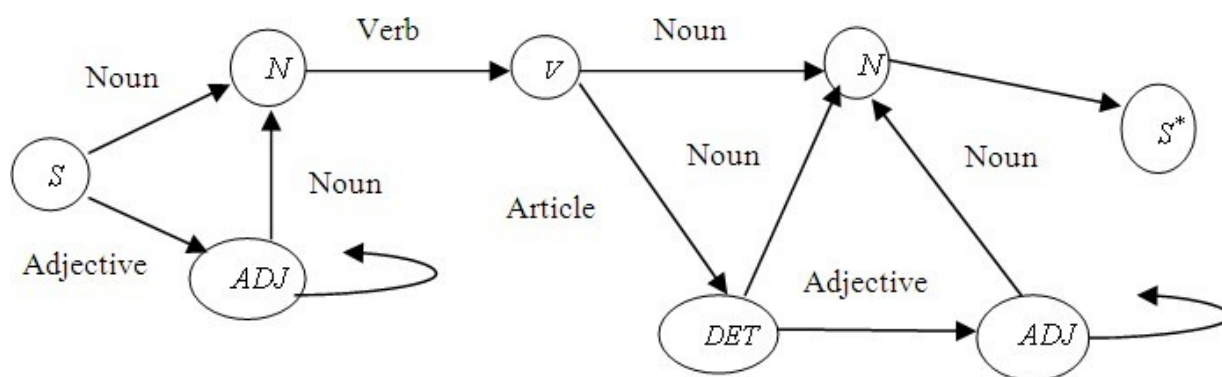 Verb
Noun
N
V
N
Noun
S*
S
Noun
Noun
Noun
Article
Adjective
ADJ
Adjective
DET
ADJ